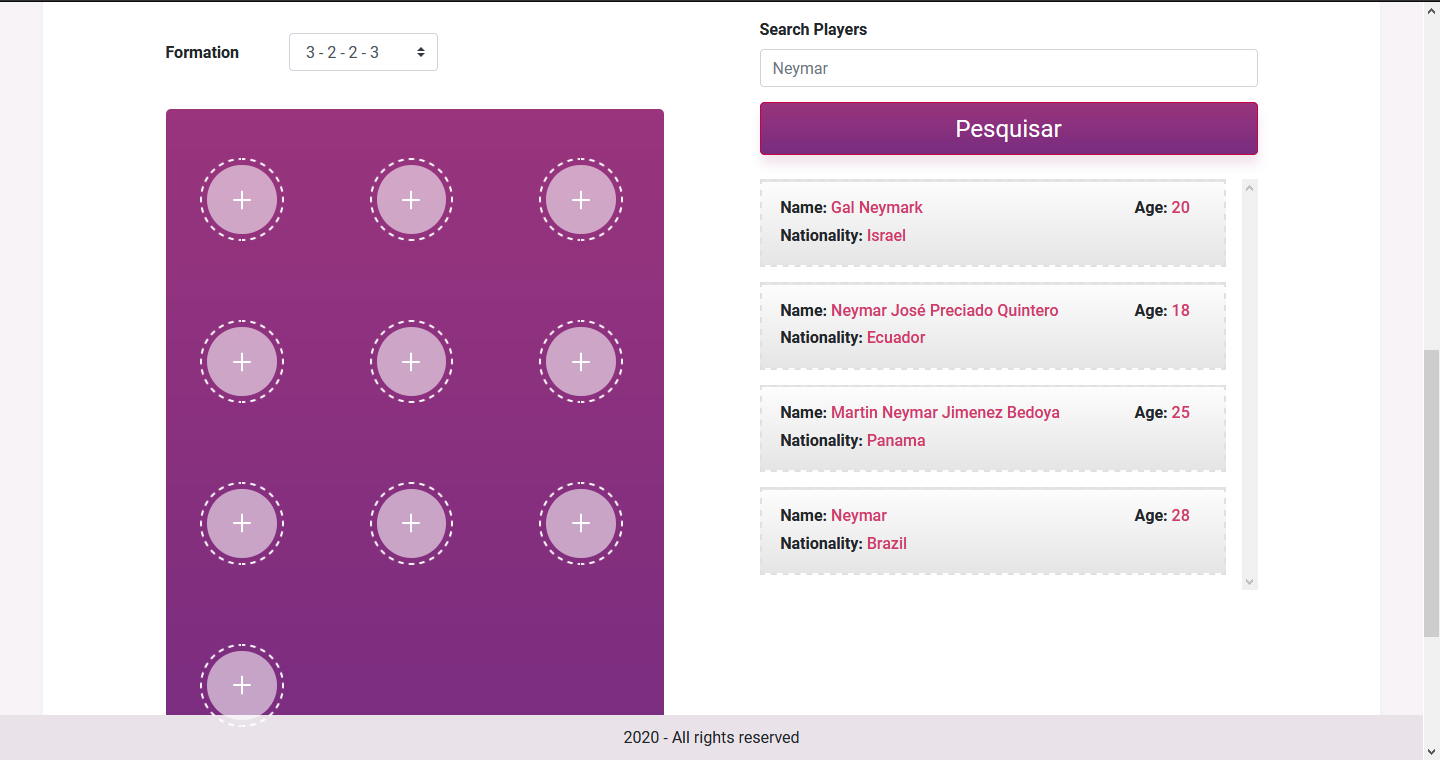 Formation
3 - 2 - 2 - 3
Search Players
Neymar
Pesquisar
Name: Gal Neymark Age: 20
Nationality: Israel
Name: Neymar José Preciado Quintero Age: 18
Nationality: Ecuador
Name: Martin Neymar Jimenez Bedoya Age: 25
Nationality: Panama
Name: Neymar Age: 28
Nationality: Brazil
2020 - All rights reserved